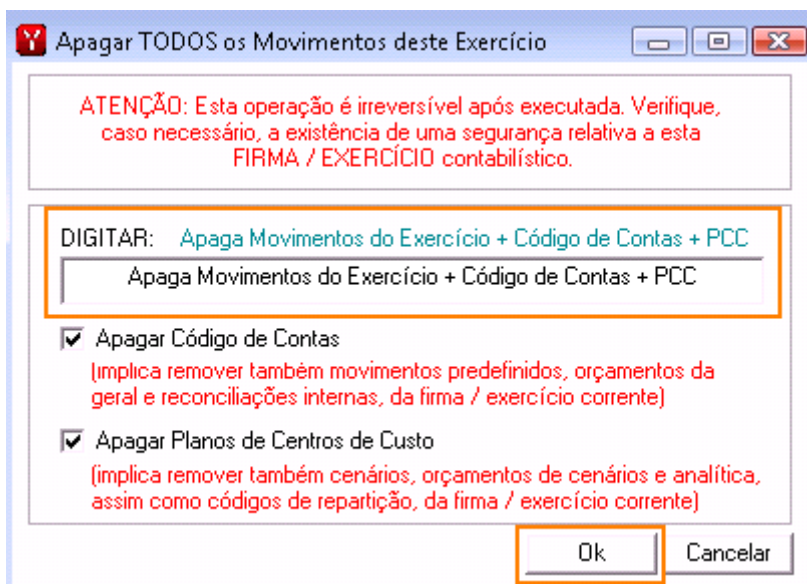 Apagar TODOS os Movimentos deste Exercício
ATENÇÃO: Esta operação é irreversível após executada. Verifique,
caso necessário, a existência de uma segurança relativa a esta
FIRMA / EXERCÍCIO contabilístico.
DIGITAR: Apaga Movimentos do Exercício + Código de Contas + PCC
Apaga Movimentos do Exercício + Código de Contas + PCC
Apagar Código de Contas
(implica remover também movimentos predefinidos, orçamentos da
geral e reconciliações internas, da firma / exercício corrente)
Apagar Planos de Centros de Custo
(implica remover também cenários, orçamentos de cenários e analítica,
assim como códigos de repartição, da firma / exercício corrente)
Ok Cancelar